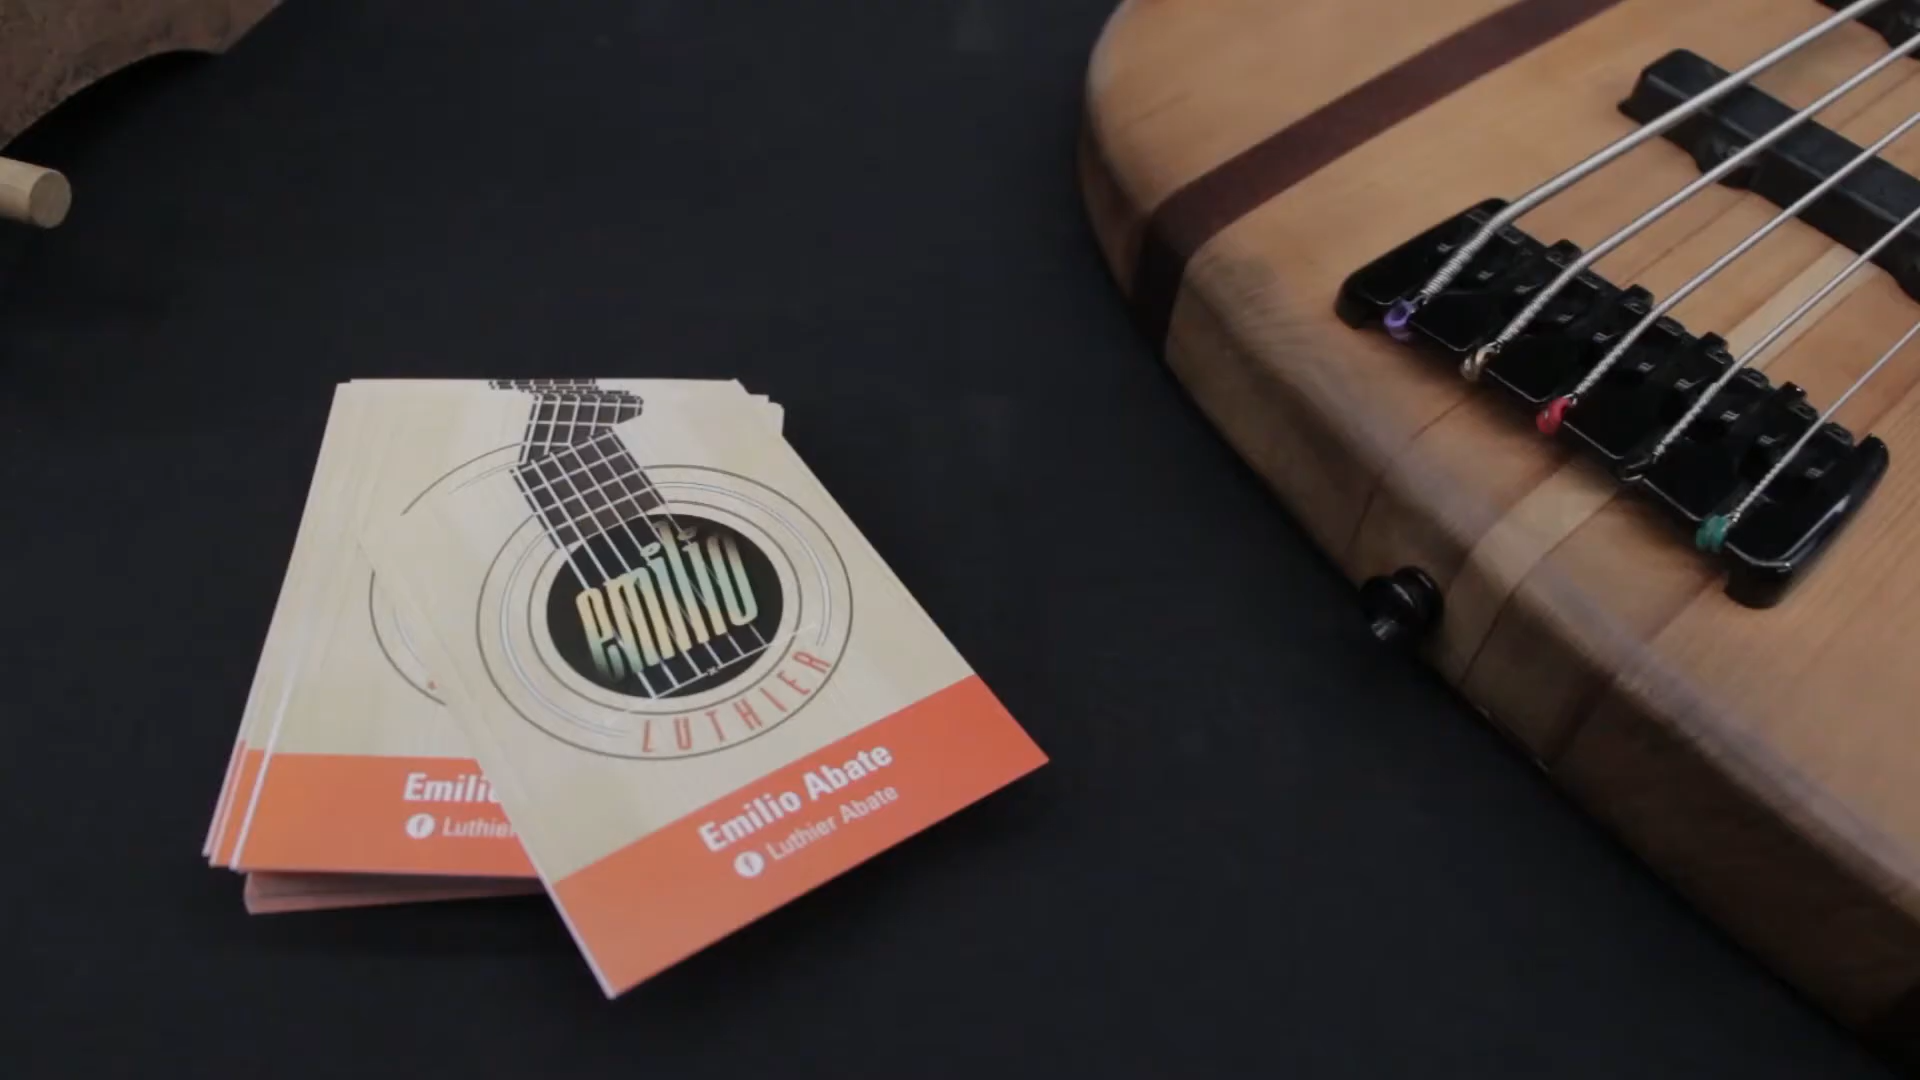 emilio
LUTHIER
Emilio Abate
Luthier Abate
Emilio
Luthier